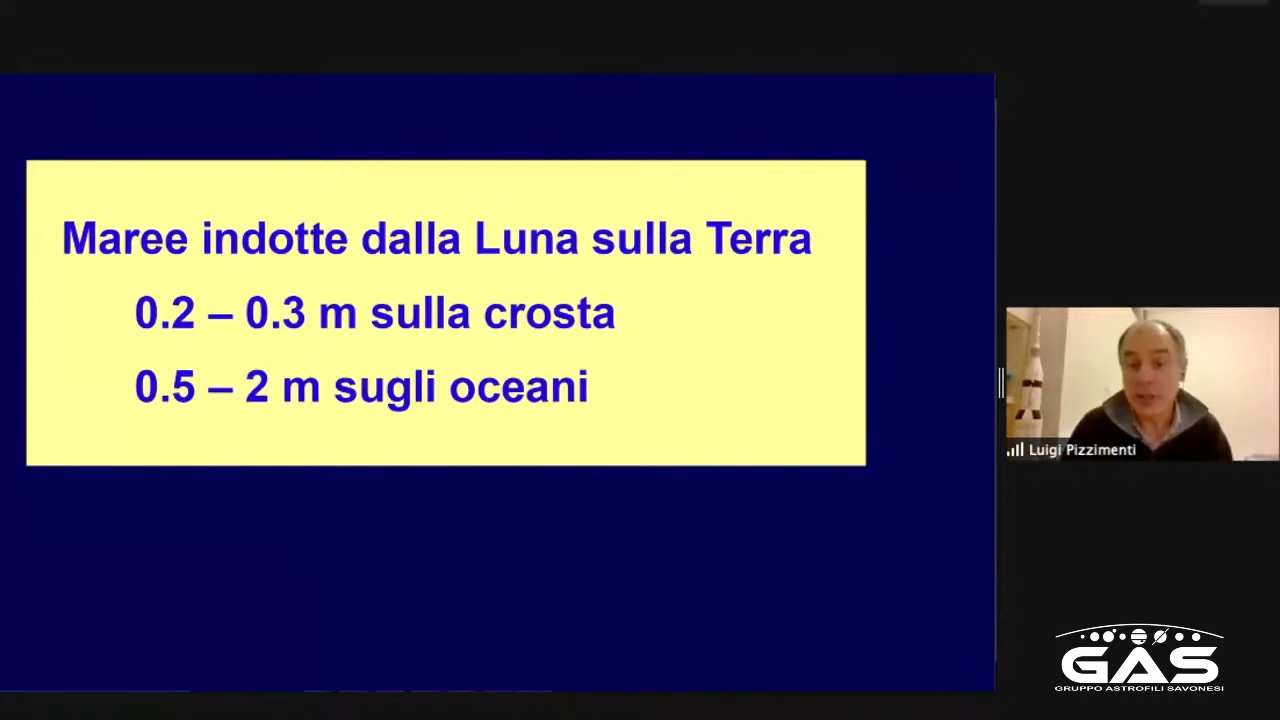 Maree indotte dalla Luna sulla Terra
0.2 – 0.3 m sulla crosta
0.5 – 2 m sugli oceani
Luigi Pizzimenti
GAS
GRUPPO ASTROFILI SAVONESI